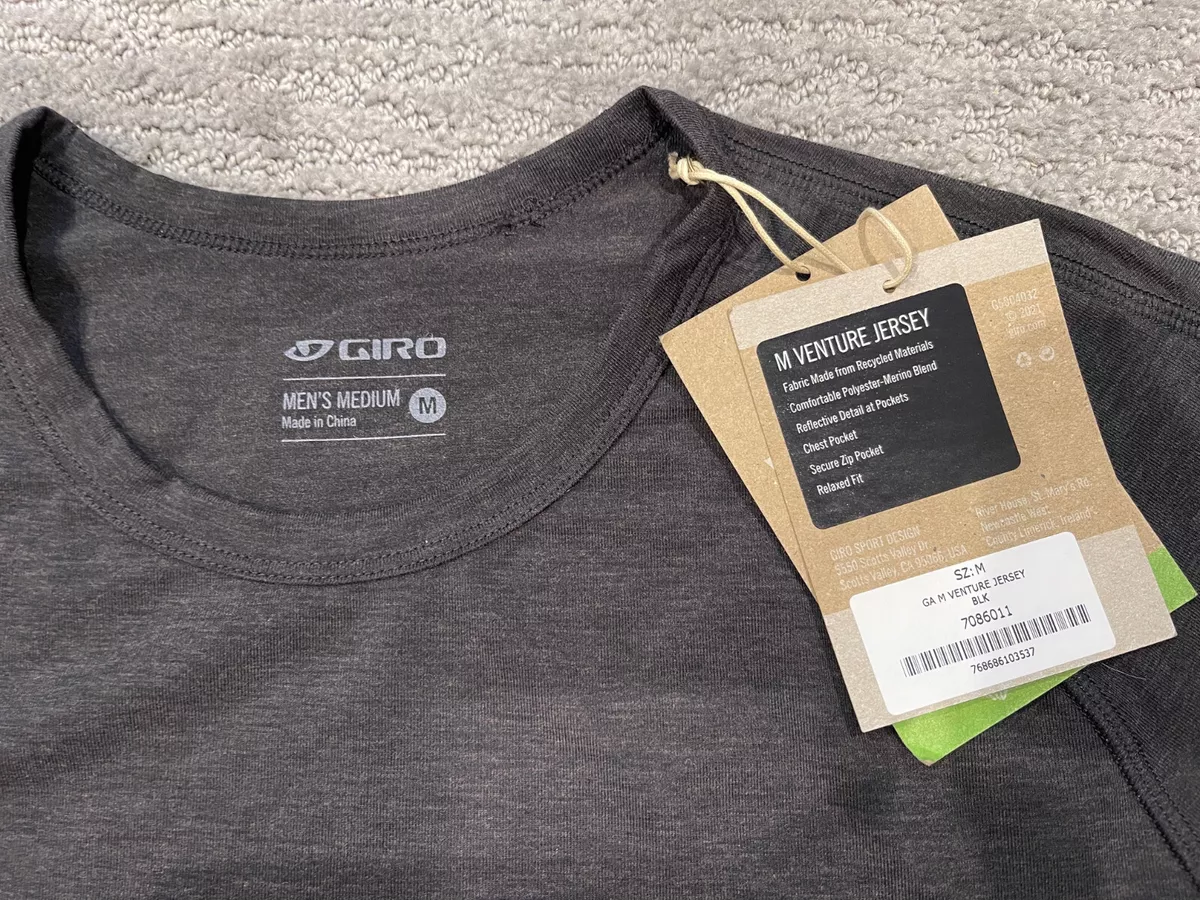 GIRO
MEN'S MEDIUM M
Made in China
M VENTURE JERSEY
Fabric Made from Recycled Materials
Comfortable Polyester-Merino Blend
Reflective Detail at Pockets
Chest Pocket
Secure Zip Pocket
Relaxed Fit
GS004032
© 2021
giro.com
GIRO SPORT DESIGN
5550 Scotts Valley Dr
Scotts Valley, CA 95066, USA
River House, St. Mary's Rd.
Newcastle West,
County Limerick, Ireland
SZ: M
GA M VENTURE JERSEY
BLK
7086011
768686103537